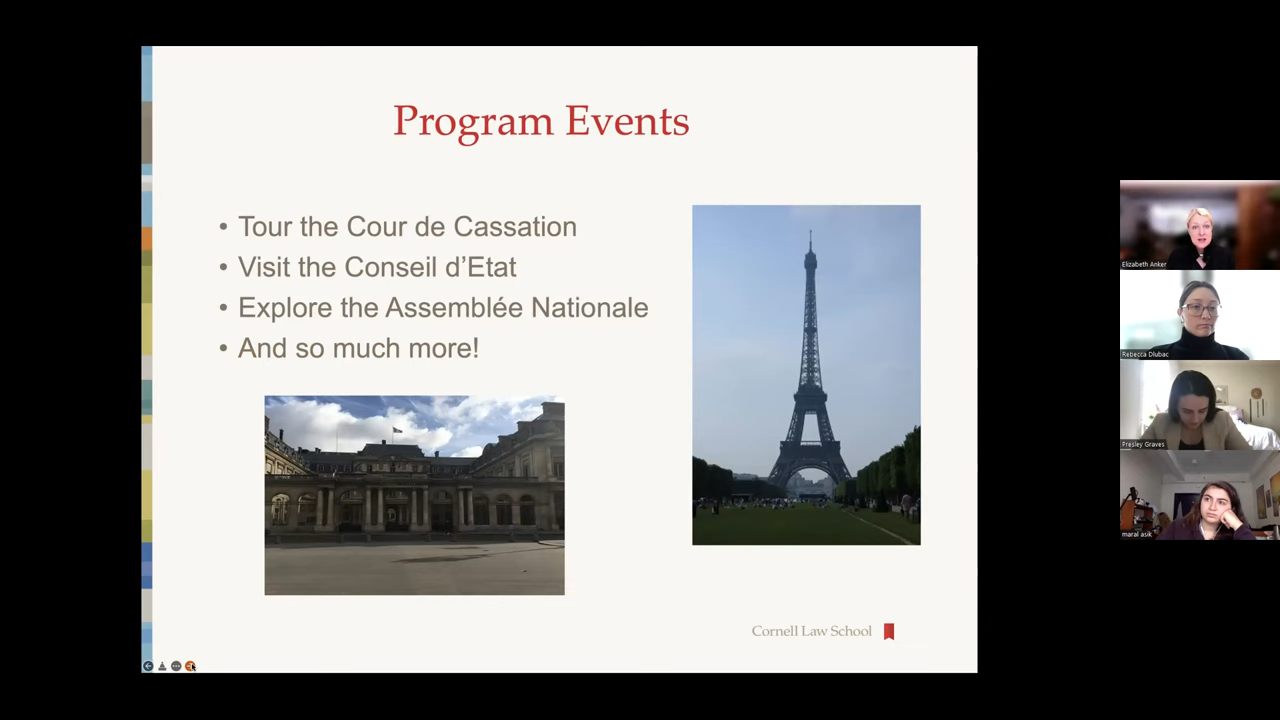 Program Events
• Tour the Cour de Cassation
• Visit the Conseil d’Etat
• Explore the Assemblée Nationale
• And so much more!
Cornell Law School
Elizabeth Anker
Rebecca Dlubac
Presley Graves
maral asik